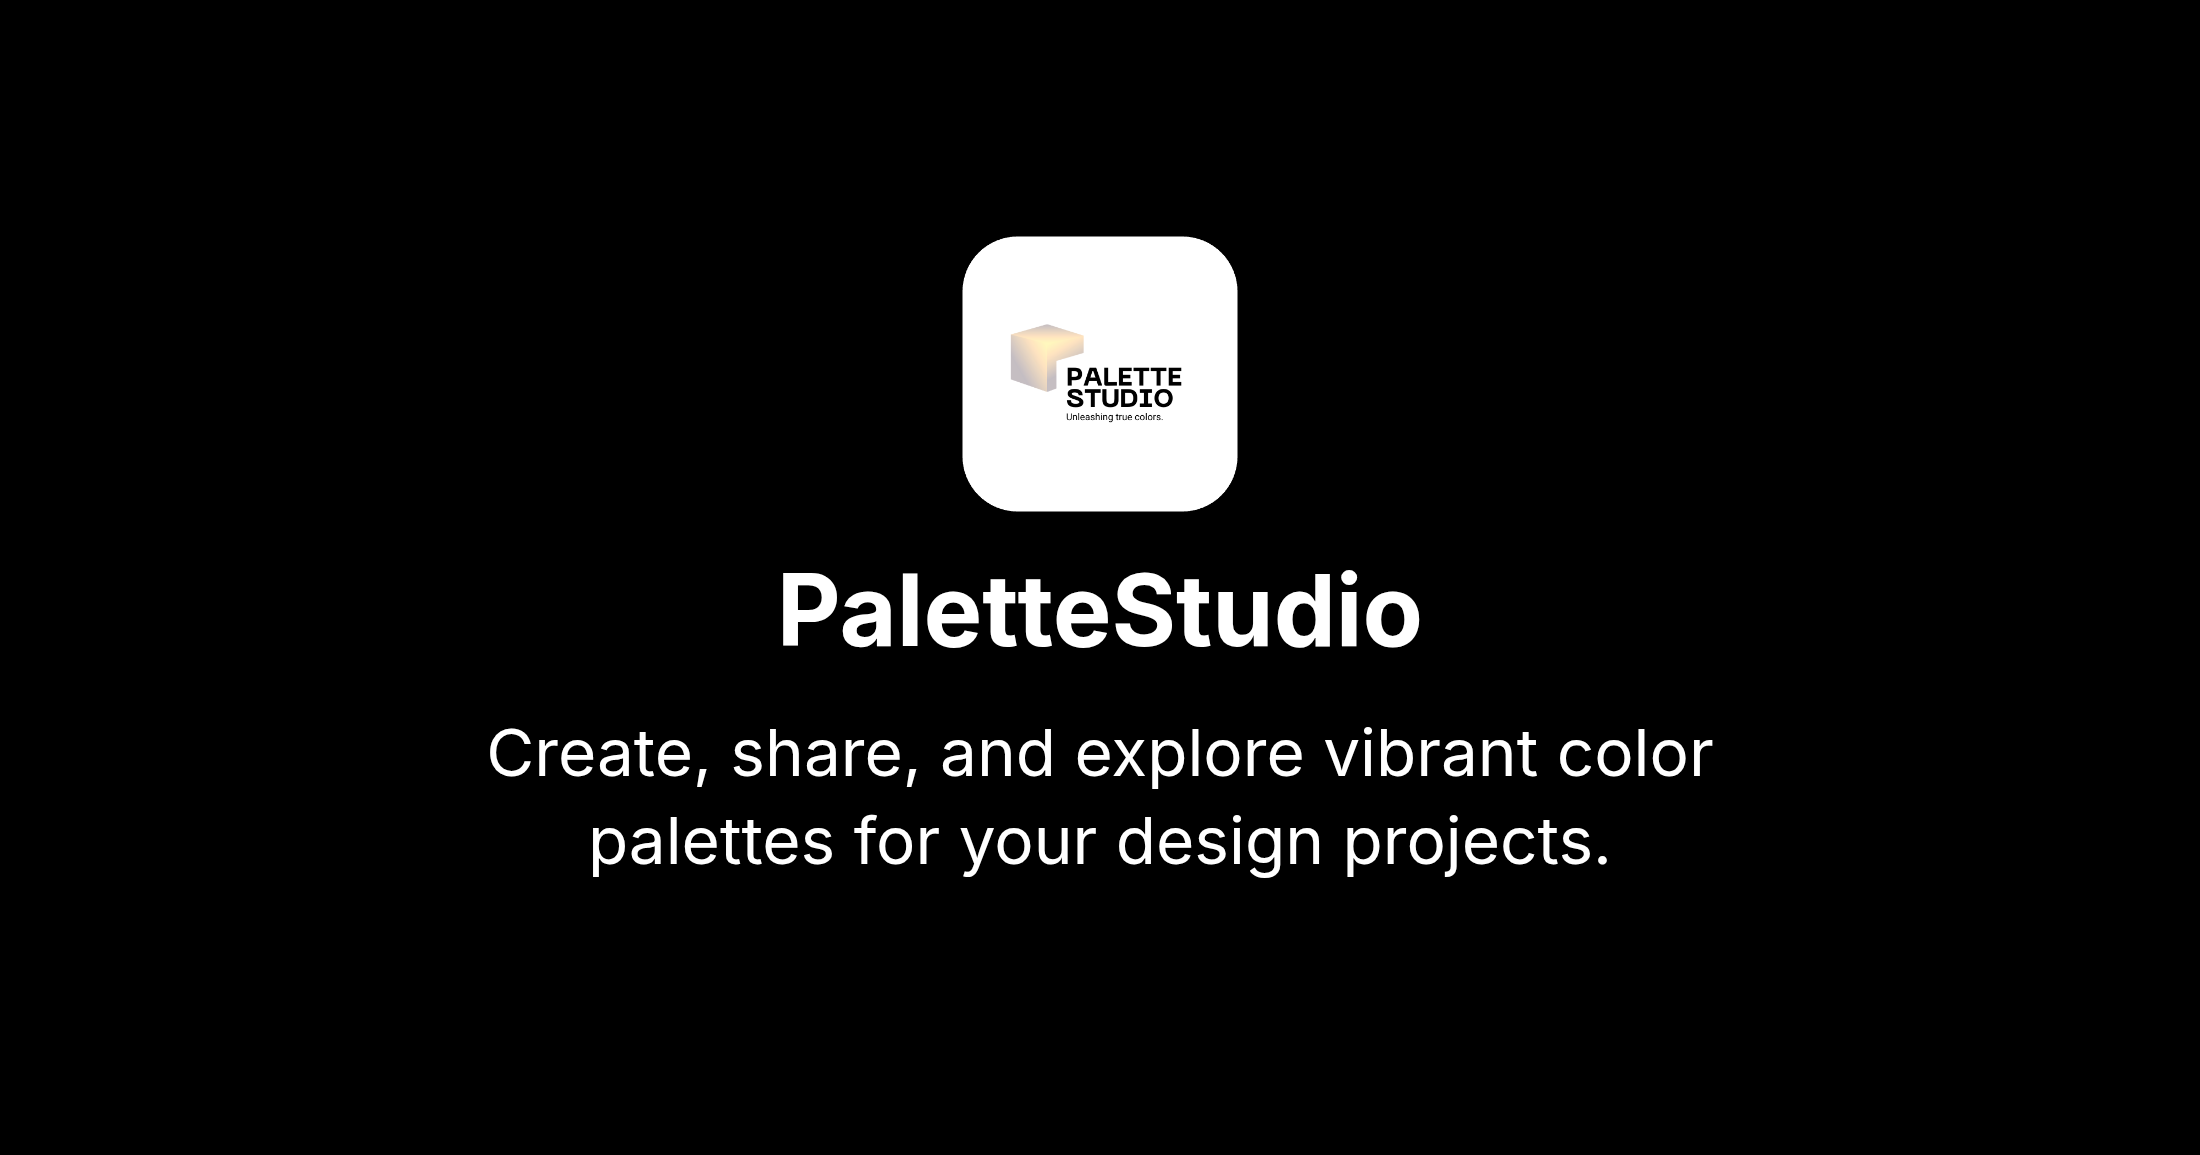 PALETTE
STUDIO
Unleashing true colors.
PaletteStudio
Create, share, and explore vibrant color
palettes for your design projects.